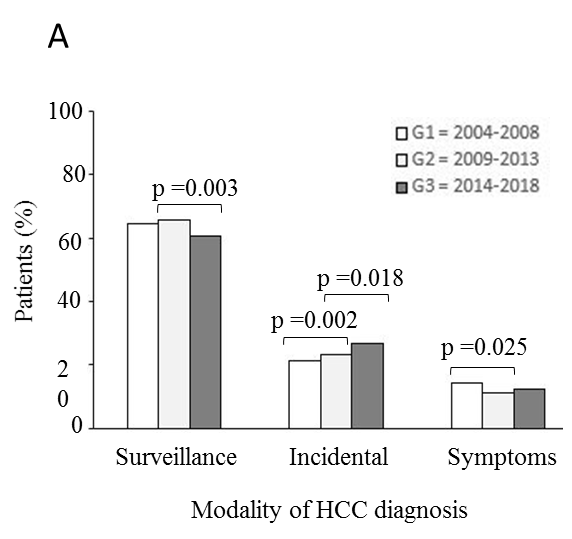 A
100
80
60
40
2
0
0
Patients (%)
G1 = 2004-2008
G2 = 2009-2013
G3 = 2014-2018
p =0.003
p =0.018
p =0.002
p =0.025
Surveillance
Incidental
Symptoms
Modality of HCC diagnosis